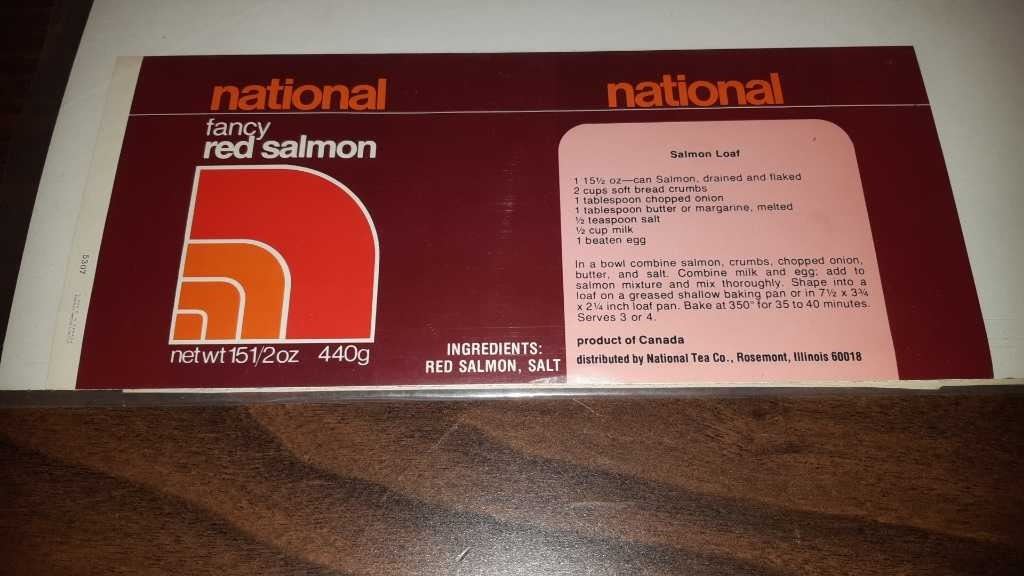 national
fancy
red salmon
net wt 15 1/2 oz 440g
INGREDIENTS:
RED SALMON, SALT
national
Salmon Loaf
1 15½ oz—can Salmon, drained and flaked
2 cups soft bread crumbs
1 tablespoon chopped onion
1 tablespoon butter or margarine, melted
½ teaspoon salt
½ cup milk
1 beaten egg
In a bowl combine salmon, crumbs, chopped onion,
butter, and salt. Combine milk and egg; add to
salmon mixture and mix thoroughly. Shape into a
loaf on a greased shallow baking pan or in 7½ x 3¾
x 2¼ inch loaf pan. Bake at 350° for 35 to 40 minutes.
Serves 3 or 4.
product of Canada
distributed by National Tea Co., Rosemont, Illinois 60018
5307